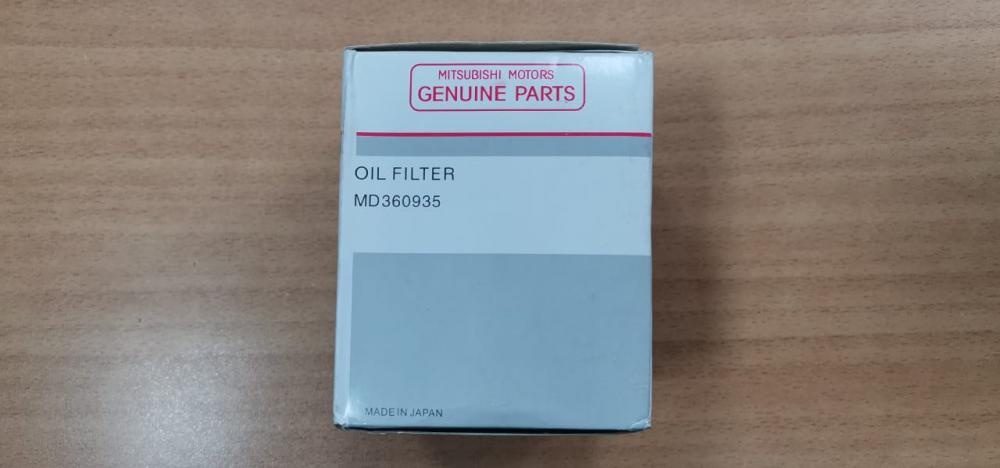 MITSUBISHI MOTORS
GENUINE PARTS
OIL FILTER
MD360935
MADE IN JAPAN